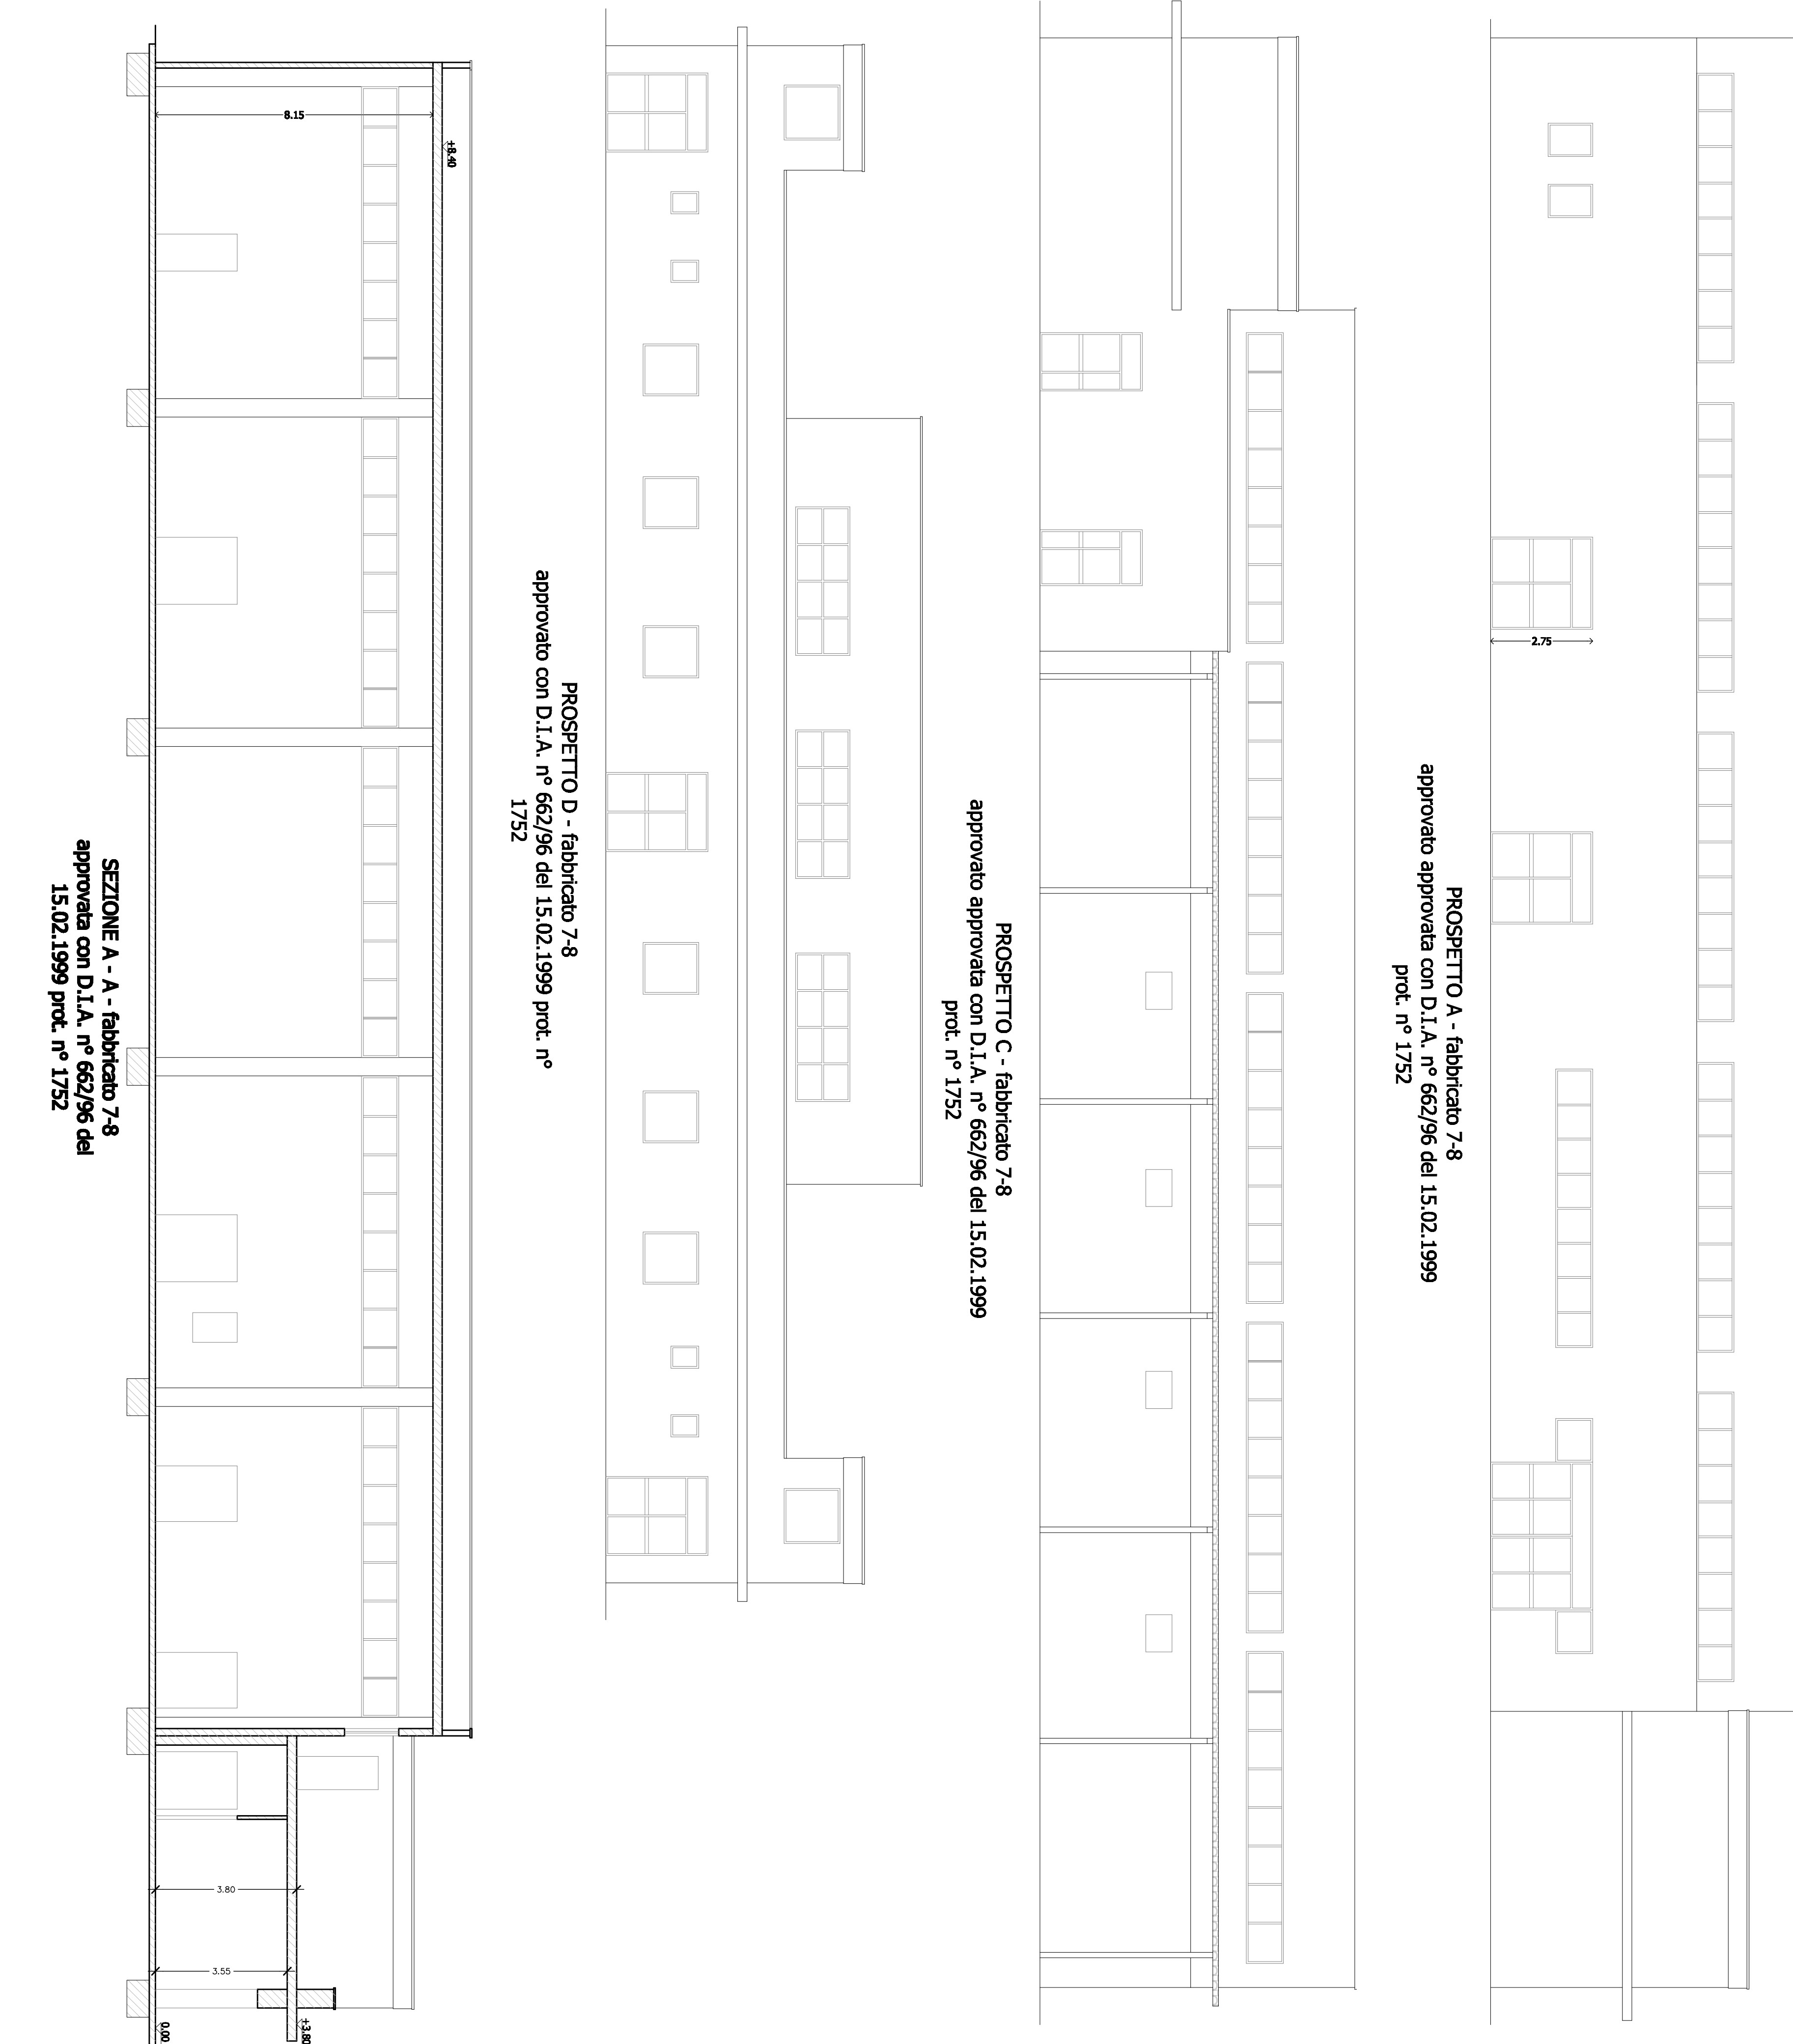 PROSPETTO A - fabbricato 7-8
approvato approvata con D.I.A. n° 662/96 del 15.02.1999
prot. n° 1752
2.75
PROSPETTO C - fabbricato 7-8
approvato approvata con D.I.A. n° 662/96 del 15.02.1999
prot. n° 1752
PROSPETTO D - fabbricato 7-8
approvato con D.I.A. n° 662/96 del 15.02.1999 prot. n°
1752
8.15
+8.40
3.80
3.55
0.00
+3.80
SEZIONE A - A - fabbricato 7-8
approvata con D.I.A. n° 662/96 del
15.02.1999 prot. n° 1752